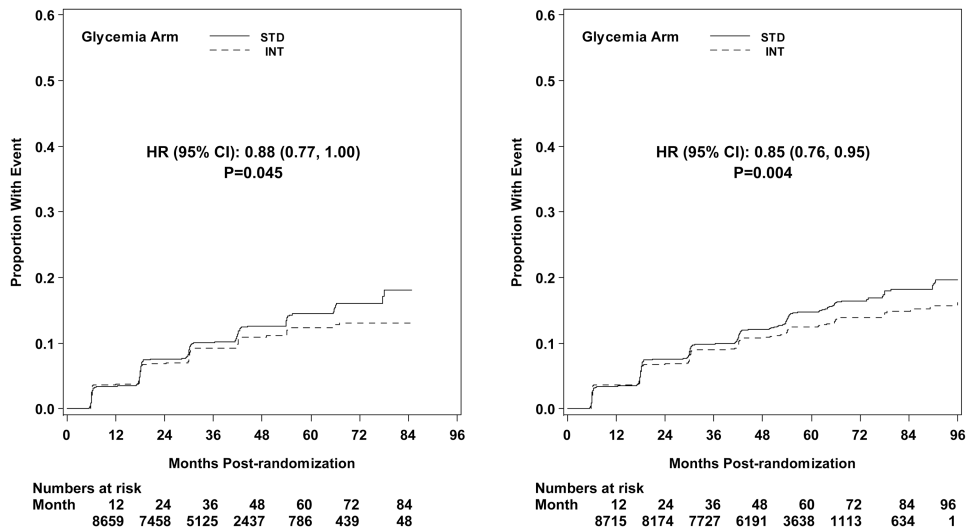 Glycemia Arm
STD
INT
HR (95% CI): 0.88 (0.77, 1.00)
P=0.045
Proportion With Event
0.6
0.5
0.4
0.3
0.2
0.1
0.0
0 12 24 36 48 60 72 84 96
Months Post-randomization
Numbers at risk
Month 12 24 36 48 60 72 84
8659 7458 5125 2437 786 439 48
Glycemia Arm
STD
INT
HR (95% CI): 0.85 (0.76, 0.95)
P=0.004
Proportion With Event
0.6
0.5
0.4
0.3
0.2
0.1
0.0
0 12 24 36 48 60 72 84 96
Months Post-randomization
Numbers at risk
Month 12 24 36 48 60 72 84 96
8715 8174 7727 6191 3638 1113 634 1